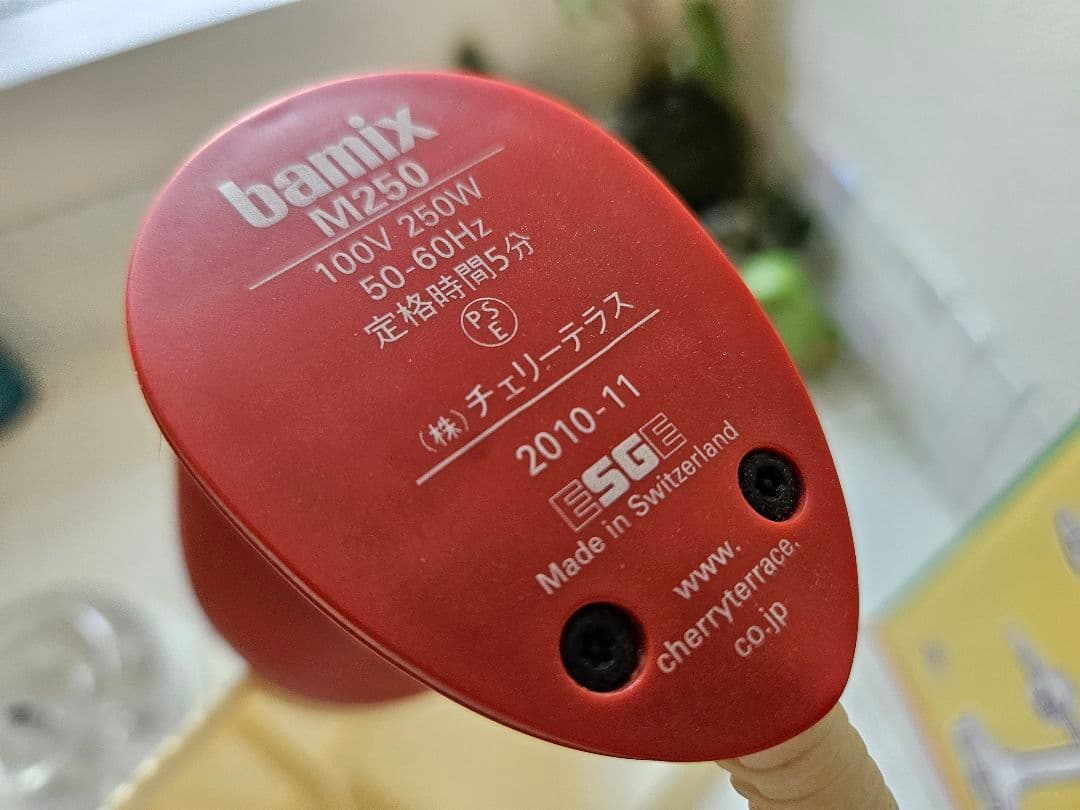 bamix
M250
100V 250W
50-60Hz
定格時間5分
PSE
(株)チェリーテラス
2010-11
ESGE
Made in Switzerland
www.
cherryterrace.
co.jp